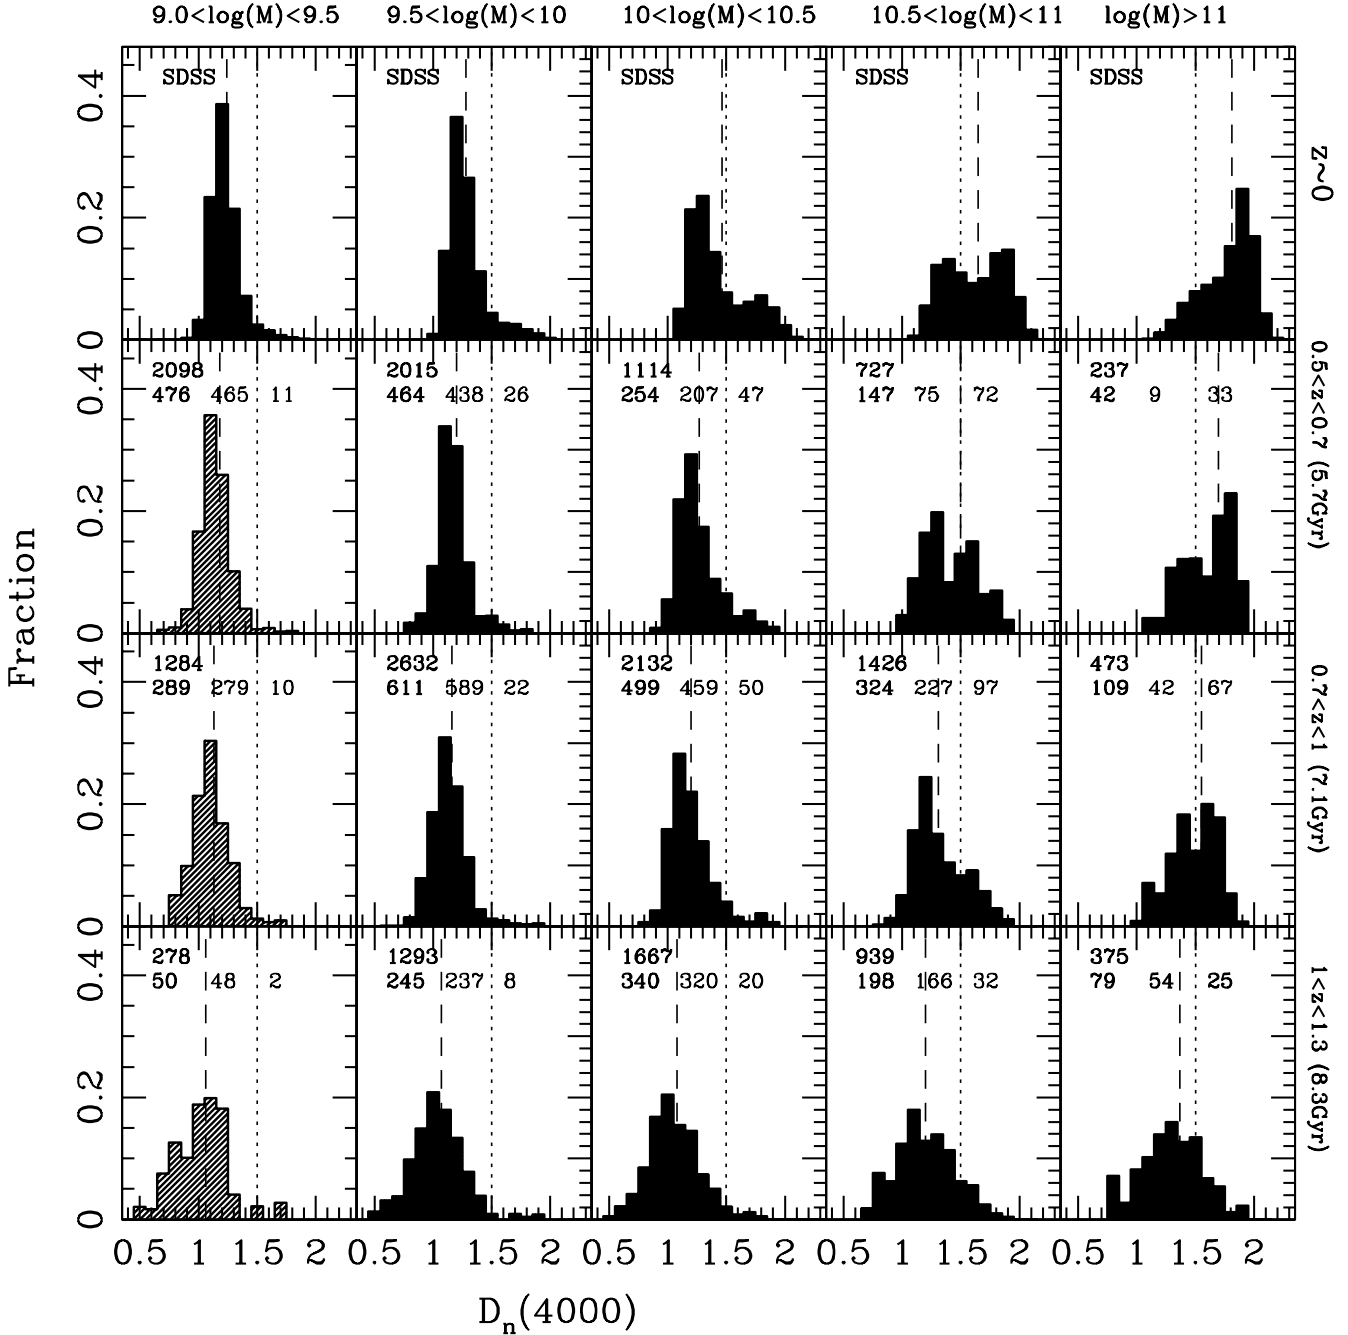 9.0<log(M)<9.5 9.5<log(M)<10 10<log(M)<10.5 10.5<log(M)<11 log(M)>11
SDSS SDSS SDSS SDSS SDSS
0.4
0.2
0
z~0
2098 2015 1114 727 237
476 465 11 464 438 26 254 207 47 147 75 72 42 9 33
0.4
0.2
0
0.5<z<0.7 (5.7Gyr)
1284 2632 2132 1426 473
289 279 10 611 589 22 499 459 50 324 227 97 109 42 67
0.4
0.2
0
0.7<z<1 (7.1Gyr)
278 1293 1667 939 375
50 48 2 245 237 8 340 320 20 198 166 32 79 54 25
0.4
0.2
0
1<z<1.3 (8.3Gyr)
Fraction
0.5 1 1.5 2 0.5 1 1.5 2 0.5 1 1.5 2 0.5 1 1.5 2 0.5 1 1.5 2
Dn(4000)